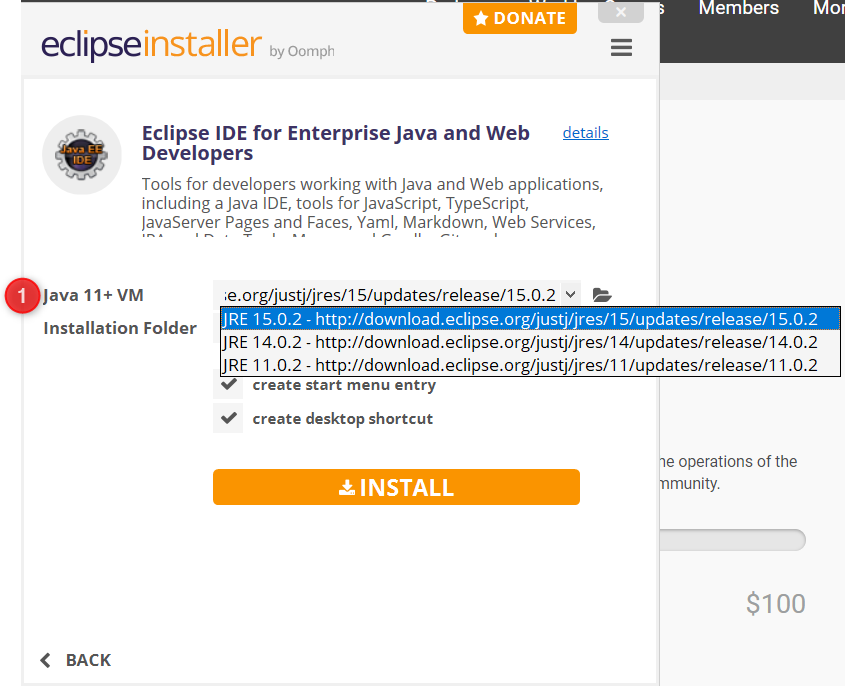 Members
DONATE
eclipseinstaller by Oomph
Java EE
IDE
Eclipse IDE for Enterprise Java and Web
Developers
details
Tools for developers working with Java and Web applications,
including a Java IDE, tools for JavaScript, TypeScript,
JavaServer Pages and Faces, Yaml, Markdown, Web Services,
1
Java 11+ VM
se.org/justj/jres/15/updates/release/15.0.2
Installation Folder
JRE 15.0.2 - http://download.eclipse.org/justj/jres/15/updates/release/15.0.2
JRE 14.0.2 - http://download.eclipse.org/justj/jres/14/updates/release/14.0.2
JRE 11.0.2 - http://download.eclipse.org/justj/jres/11/updates/release/11.0.2
create start menu entry
create desktop shortcut
he operations of the
mmunity.
INSTALL
$100
BACK